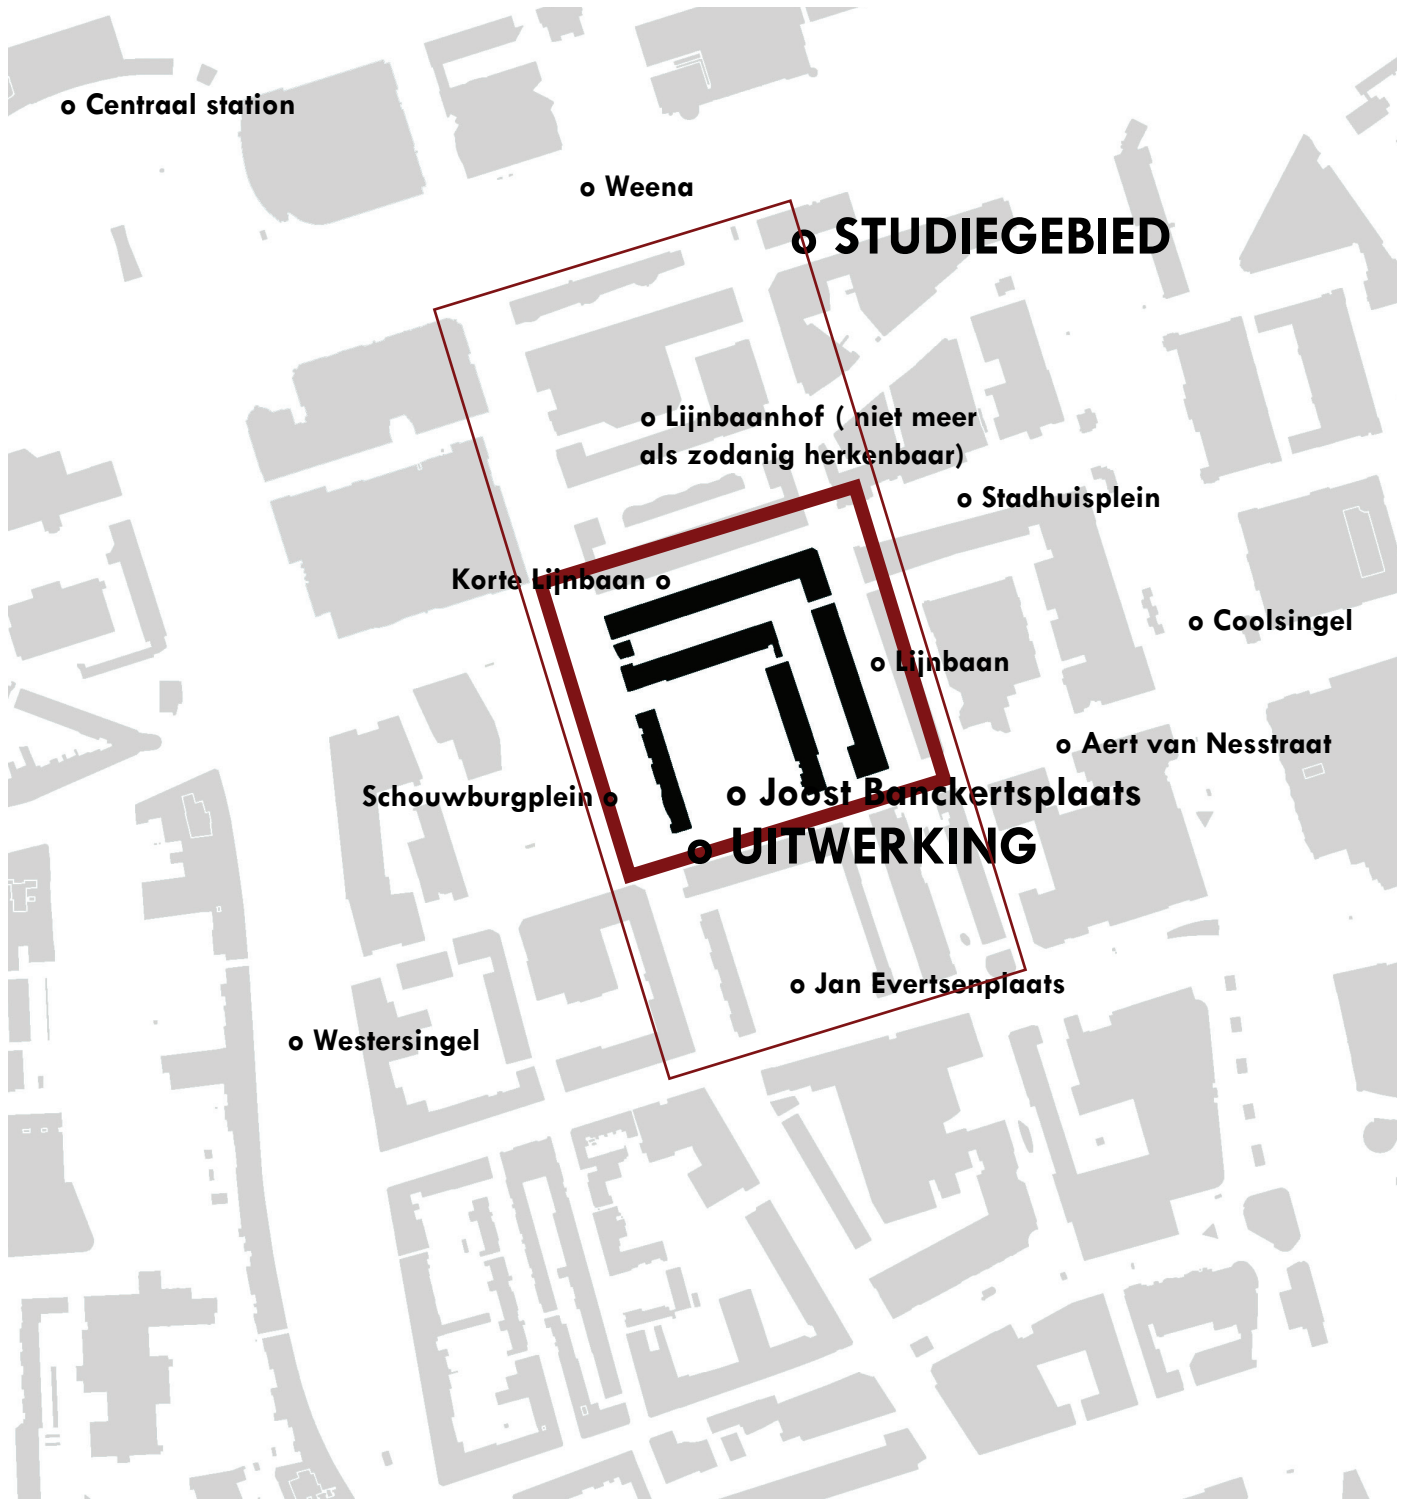 o Centraal station
o Weena
o STUDIEGEBIED
o Lijnbaanhof ( niet meer
als zodanig herkenbaar)
o Stadhuisplein
Korte Lijnbaan o
o Coolsingel
o Lijnbaan
o Aert van Nesstraat
Schouwburgplein o
o Joost Banckertsplaats
o UITWERKING
o Jan Evertsenplaats
o Westersingel